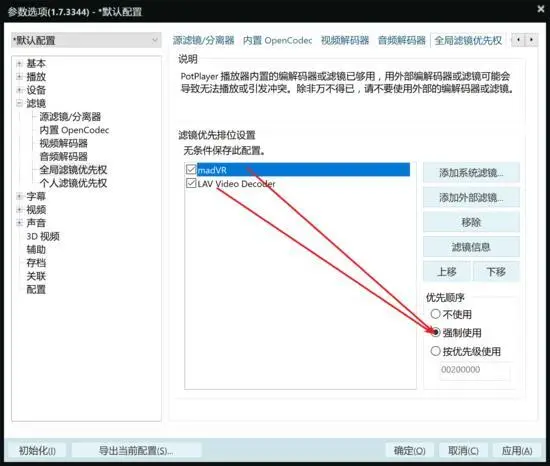 参数选项(1.7.3344) - *默认配置
*默认配置
基本
播放
设备
滤镜
源滤镜/分离器
内置 OpenCodec
视频解码器
音频解码器
全局滤镜优先权
个人滤镜优先权
字幕
视频
声音
3D 视频
辅助
存档
关联
配置
源滤镜/分离器 内置 OpenCodec 视频解码器 音频解码器 全局滤镜优先权
说明
PotPlayer 播放器内置的编解码器或滤镜已够用，用外部编解码器或滤镜可能会
导致无法播放或引发冲突。除非万不得已，请不要使用外部的编解码器或滤镜。
滤镜优先排位设置
无条件保存此配置。
madVR
LAV Video Decoder
添加系统滤镜...
添加外部滤镜...
移除
滤镜信息
上移 下移
优先顺序
不使用
强制使用
按优先级使用
00200000
初始化(I) 导出当前配置(S)... 确定(O) 取消(C) 应用(A)